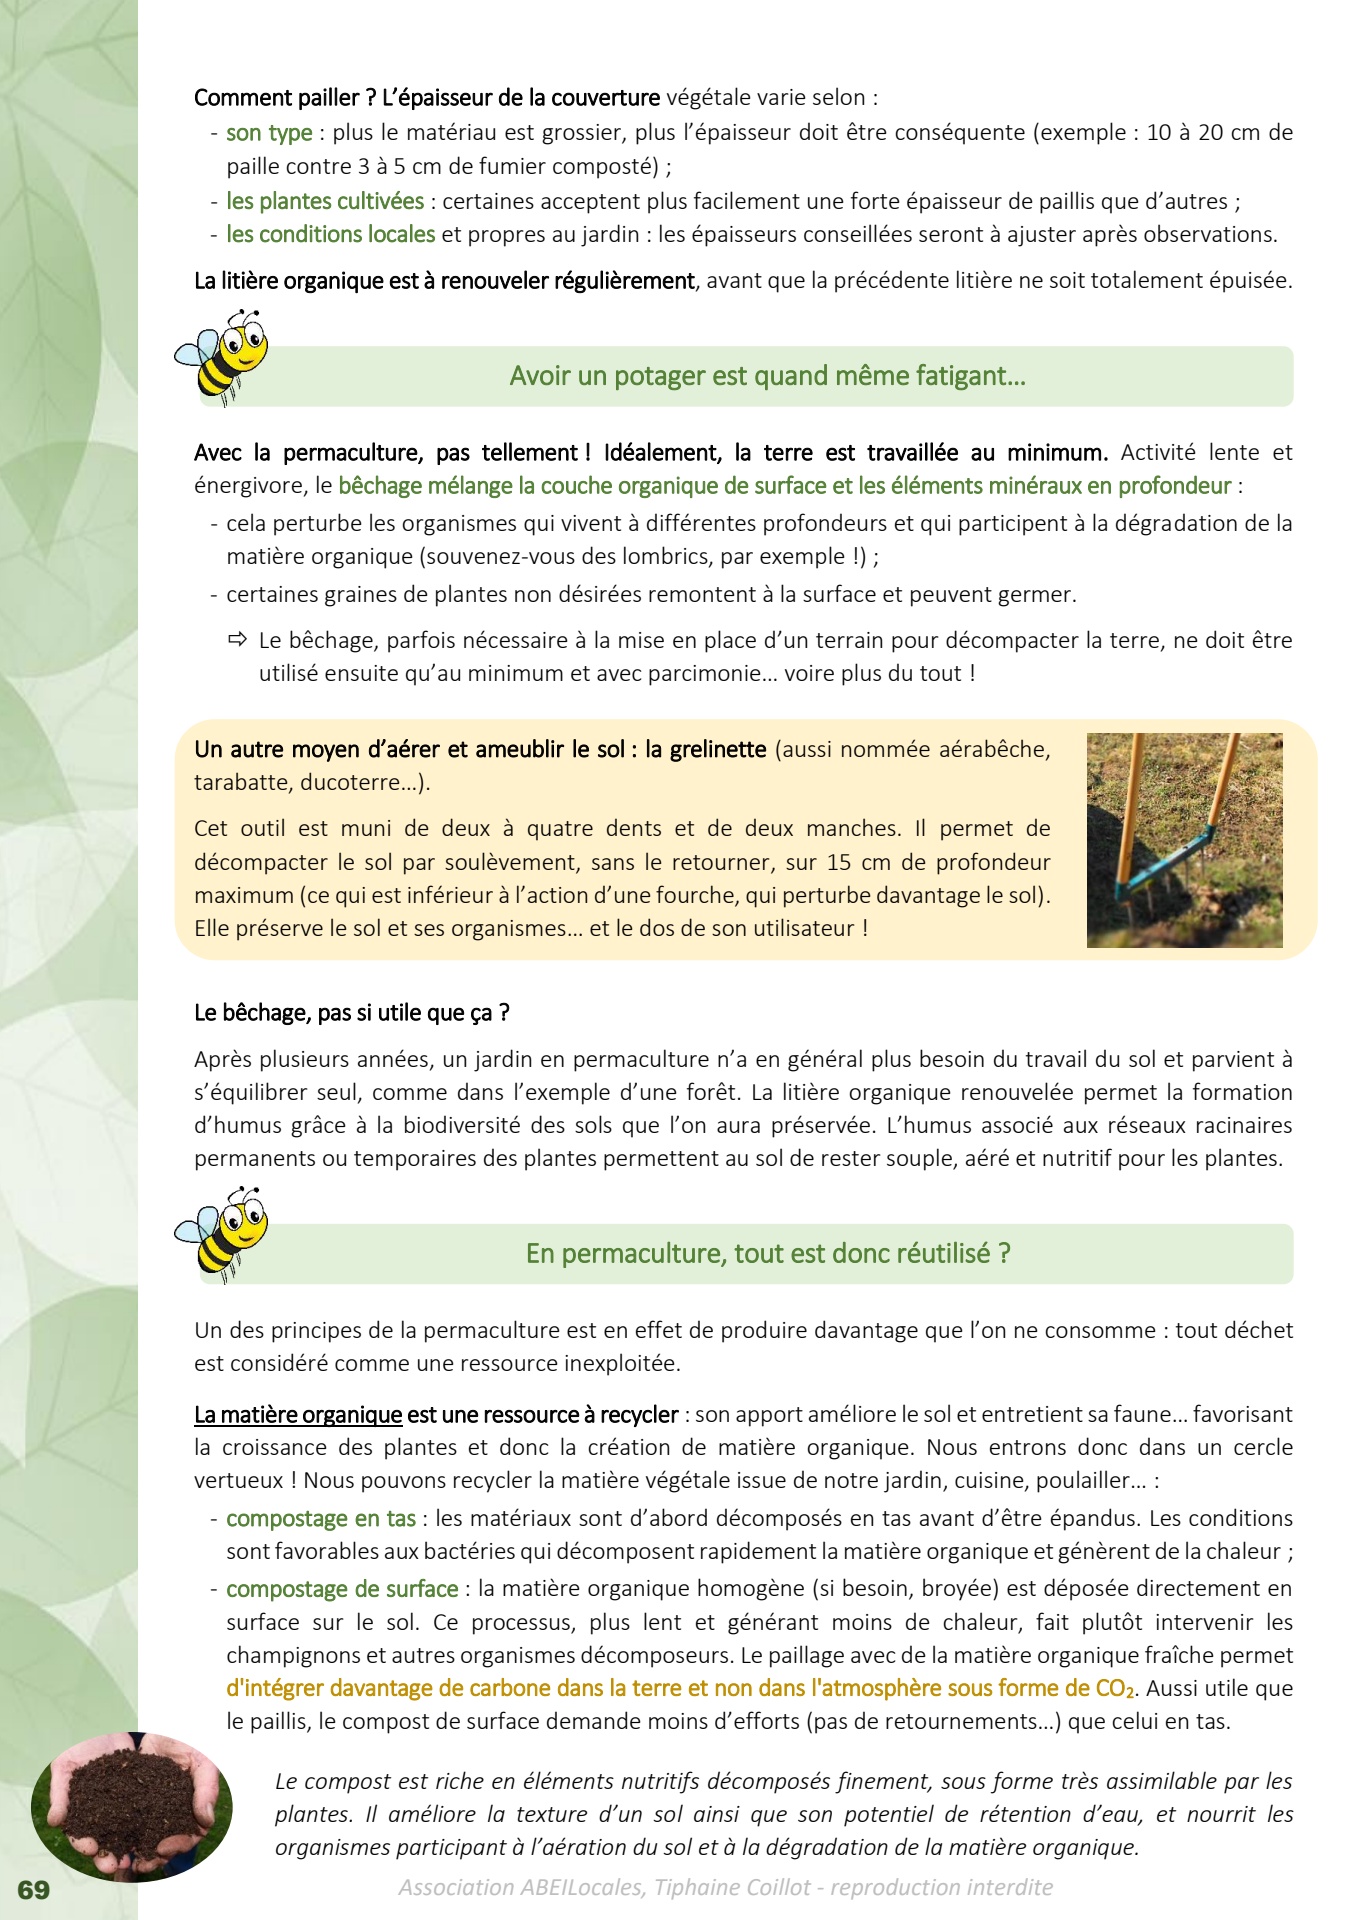 Comment pailler ? L’épaisseur de la couverture végétale varie selon :
- son type : plus le matériau est grossier, plus l’épaisseur doit être conséquente (exemple : 10 à 20 cm de
paille contre 3 à 5 cm de fumier composté) ;
- les plantes cultivées : certaines acceptent plus facilement une forte épaisseur de paillis que d’autres ;
- les conditions locales et propres au jardin : les épaisseurs conseillées seront à ajuster après observations.
La litière organique est à renouveler régulièrement, avant que la précédente litière ne soit totalement épuisée.
Avoir un potager est quand même fatigant...
Avec la permaculture, pas tellement ! Idéalement, la terre est travaillée au minimum. Activité lente et
énergivore, le bêchage mélange la couche organique de surface et les éléments minéraux en profondeur :
- cela perturbe les organismes qui vivent à différentes profondeurs et qui participent à la dégradation de la
matière organique (souvenez-vous des lombrics, par exemple !) ;
- certaines graines de plantes non désirées remontent à la surface et peuvent germer.
⇨ Le bêchage, parfois nécessaire à la mise en place d’un terrain pour décompacter la terre, ne doit être
utilisé ensuite qu’au minimum et avec parcimonie... voire plus du tout !
Un autre moyen d’aérer et ameublir le sol : la grelinette (aussi nommée aérabêche,
tarabatte, ducoterre...).
Cet outil est muni de deux à quatre dents et de deux manches. Il permet de
décompacter le sol par soulèvement, sans le retourner, sur 15 cm de profondeur
maximum (ce qui est inférieur à l’action d’une fourche, qui perturbe davantage le sol).
Elle préserve le sol et ses organismes... et le dos de son utilisateur !
Le bêchage, pas si utile que ça ?
Après plusieurs années, un jardin en permaculture n’a en général plus besoin du travail du sol et parvient à
s’équilibrer seul, comme dans l’exemple d’une forêt. La litière organique renouvelée permet la formation
d’humus grâce à la biodiversité des sols que l’on aura préservée. L’humus associé aux réseaux racinaires
permanents ou temporaires des plantes permettent au sol de rester souple, aéré et nutritif pour les plantes.
En permaculture, tout est donc réutilisé ?
Un des principes de la permaculture est en effet de produire davantage que l’on ne consomme : tout déchet
est considéré comme une ressource inexploitée.
La matière organique est une ressource à recycler : son apport améliore le sol et entretient sa faune... favorisant
la croissance des plantes et donc la création de matière organique. Nous entrons donc dans un cercle
vertueux ! Nous pouvons recycler la matière végétale issue de notre jardin, cuisine, poulailler... :
- compostage en tas : les matériaux sont d’abord décomposés en tas avant d’être épandus. Les conditions
sont favorables aux bactéries qui décomposent rapidement la matière organique et génèrent de la chaleur ;
- compostage de surface : la matière organique homogène (si besoin, broyée) est déposée directement en
surface sur le sol. Ce processus, plus lent et générant moins de chaleur, fait plutôt intervenir les
champignons et autres organismes décomposeurs. Le paillage avec de la matière organique fraîche permet
d'intégrer davantage de carbone dans la terre et non dans l'atmosphère sous forme de CO₂. Aussi utile que
le paillis, le compost de surface demande moins d’efforts (pas de retournements...) que celui en tas.
Le compost est riche en éléments nutritifs décomposés finement, sous forme très assimilable par les
plantes. Il améliore la texture d’un sol ainsi que son potentiel de rétention d’eau, et nourrit les
organismes participant à l’aération du sol et à la dégradation de la matière organique.
69
Association ABEILocales, Tiphaine Coillot - reproduction interdite